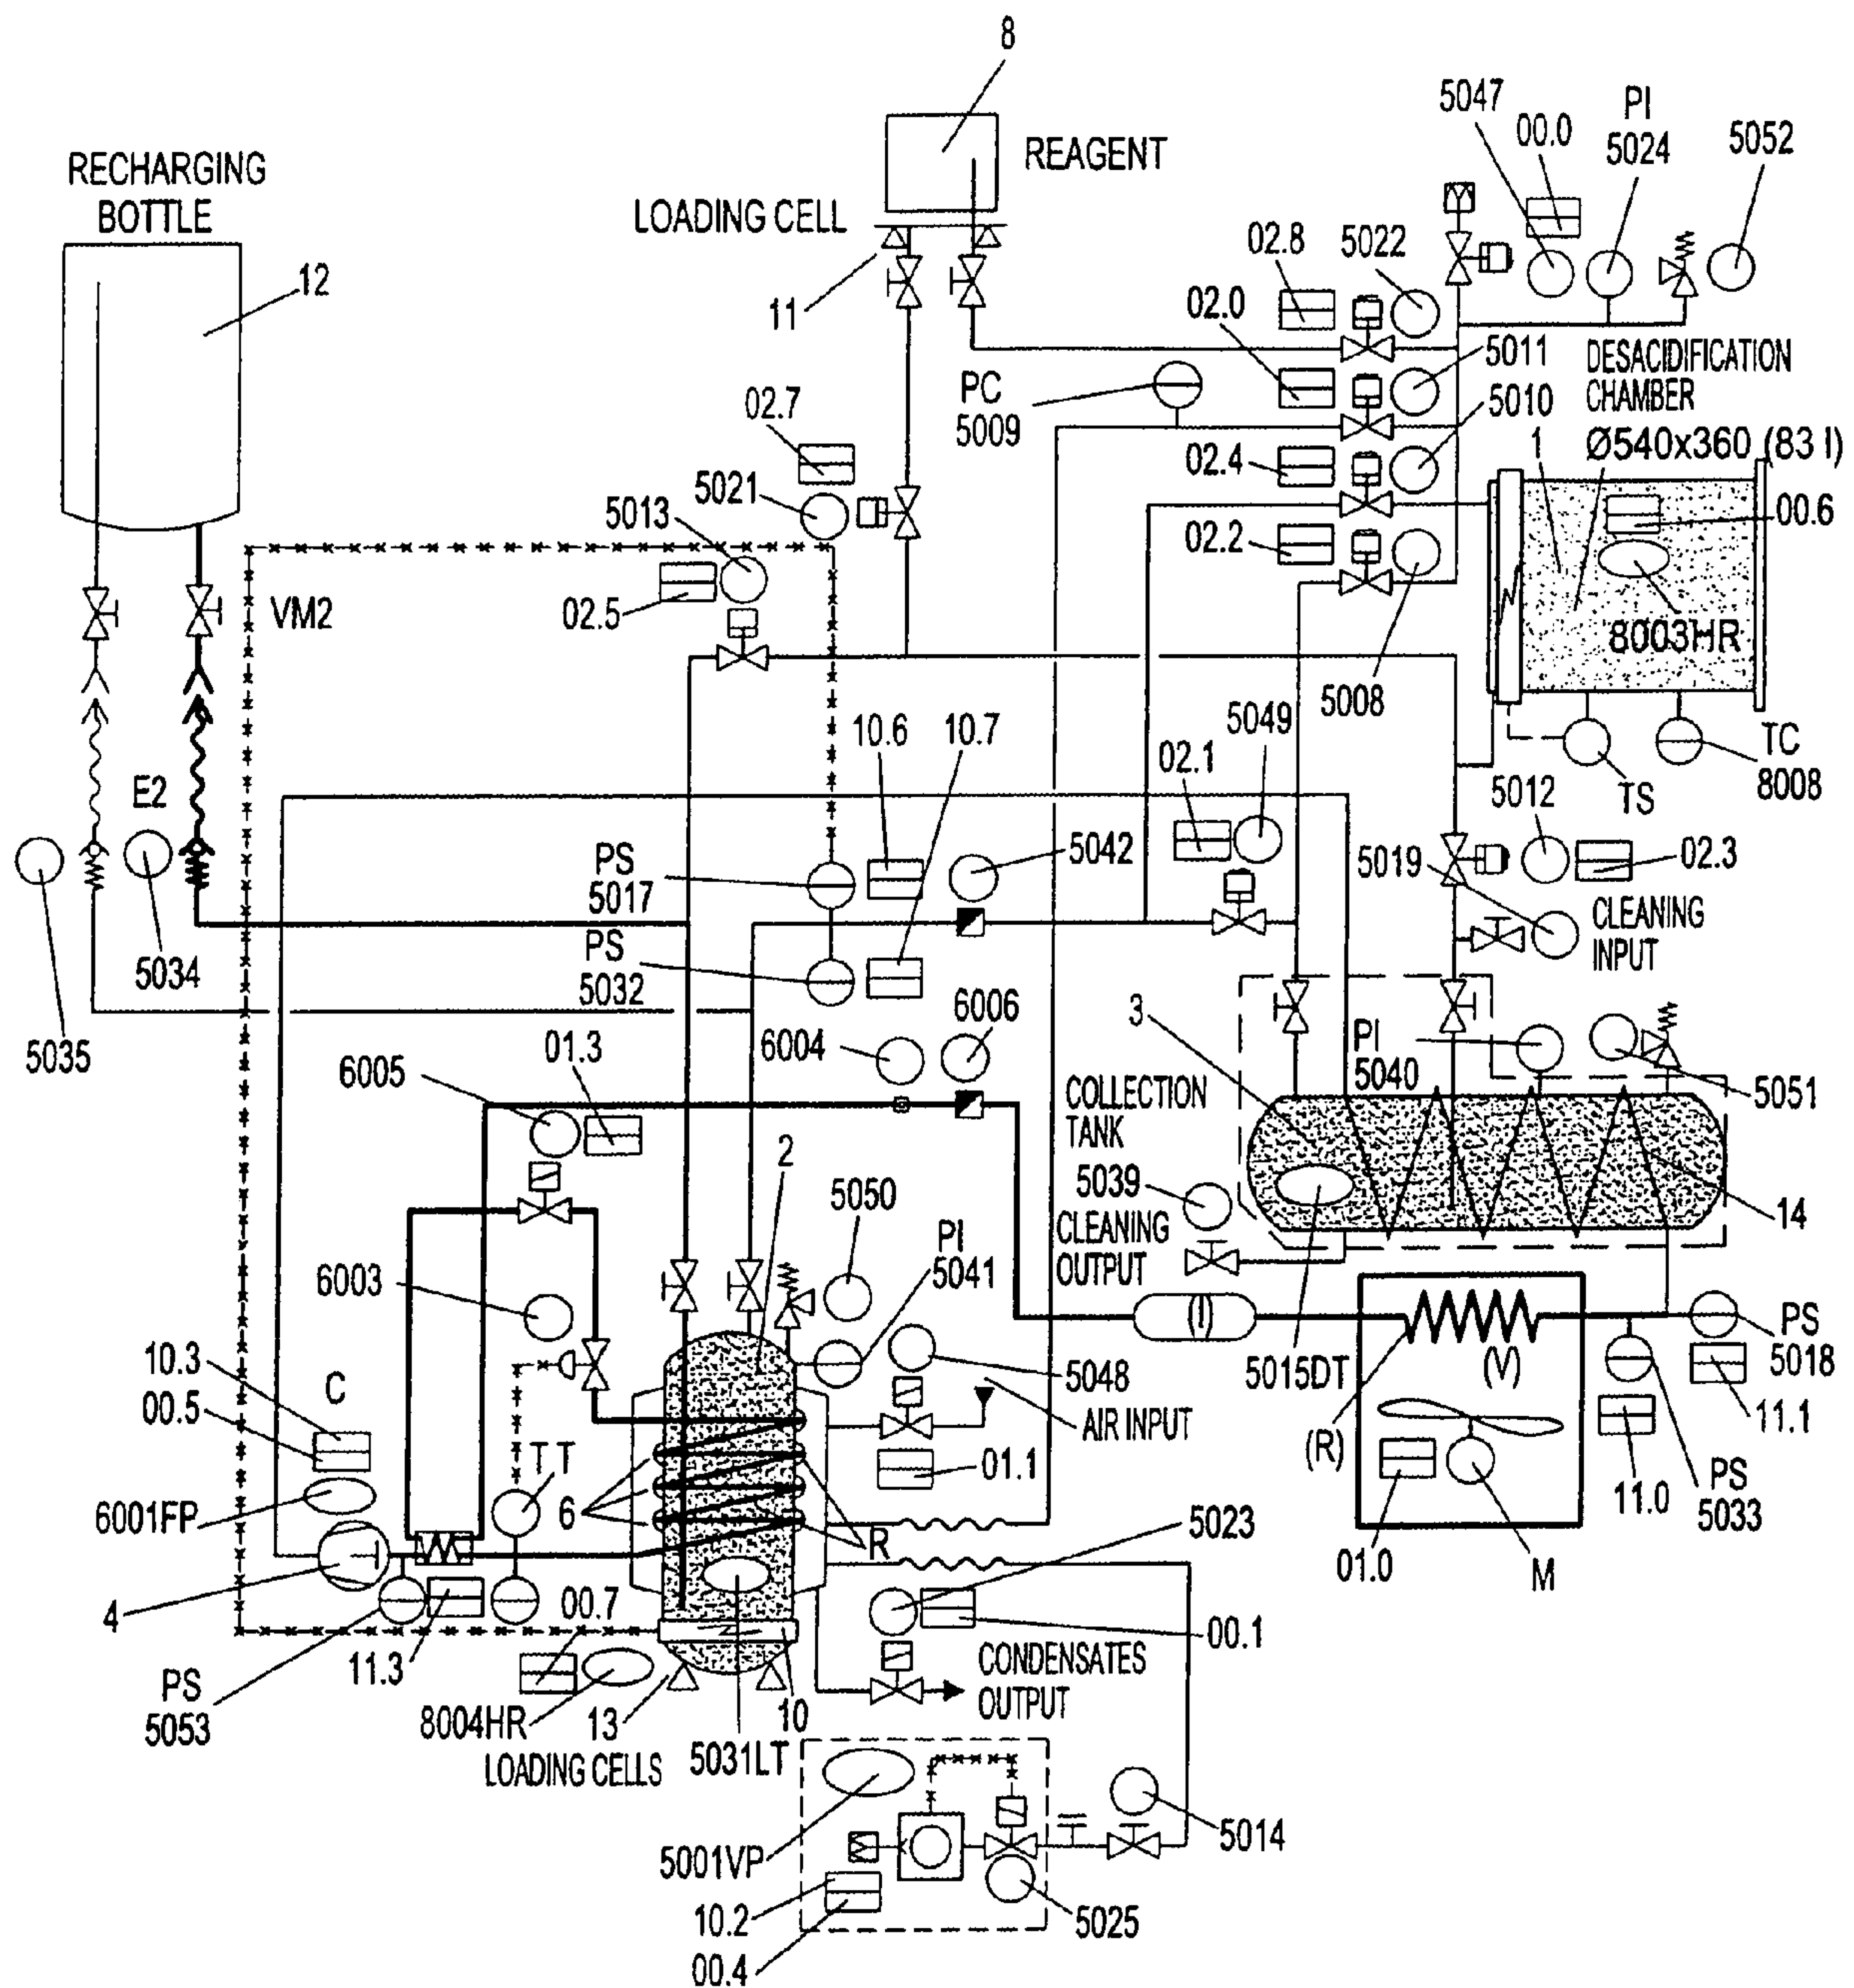 8
RECHARGING
BOTTLE
12
REAGENT
LOADING CELL
11
5047
00.0
PI
5024
5052
02.8
5022
02.0
5011
PC
5009
5010
DESACIDIFICATION
CHAMBER
02.7
02.4
1
Ø540x360 (83 l)
5021
5013
02.2
00.6
VM2
02.5
8003HR
5008
10.6
10.7
5049
02.1
TC
8008
TS
E2
5012
PS
5017
5042
5019
02.3
CLEANING
INPUT
5034
PS
5032
5035
6004
6006
3
PI
5040
01.3
6005
COLLECTION
TANK
5051
2
5039
CLEANING
OUTPUT
5050
14
6003
PI
5041
10.3
C
00.5
5048
5015DT
(V)
PS
5018
AIR INPUT
(R)
11.1
TT
01.1
6
R
6001FP
5023
01.0
M
11.0
PS
5033
4
00.7
00.1
11.3
CONDENSATES
OUTPUT
PS
5053
8004HR
13
10
LOADING CELLS
5031LT
5001VP
5014
10.2
00.4
5025